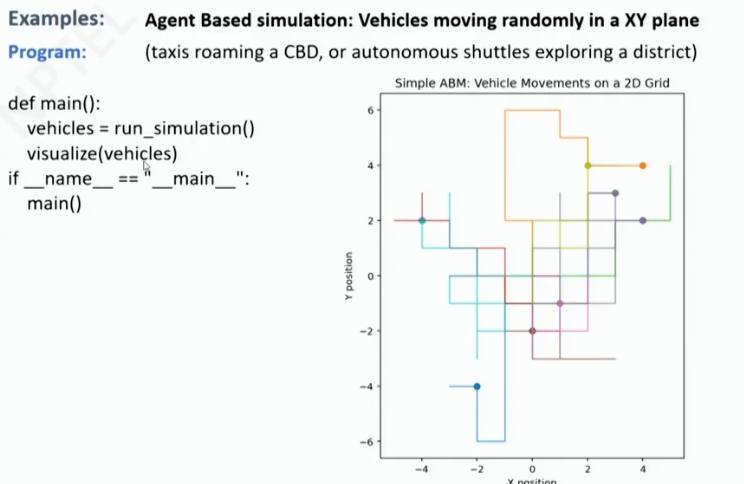 Examples: Agent Based simulation: Vehicles moving randomly in a XY plane
Program: (taxis roaming a CBD, or autonomous shuttles exploring a district)
def main():
vehicles = run_simulation()
visualize(vehicles)
if __name__ == "__main__":
main()
Simple ABM: Vehicle Movements on a 2D Grid
6
4
2
0
−2
−4
−6
Y position
−4 −2 0 2 4
X position
NPTEL